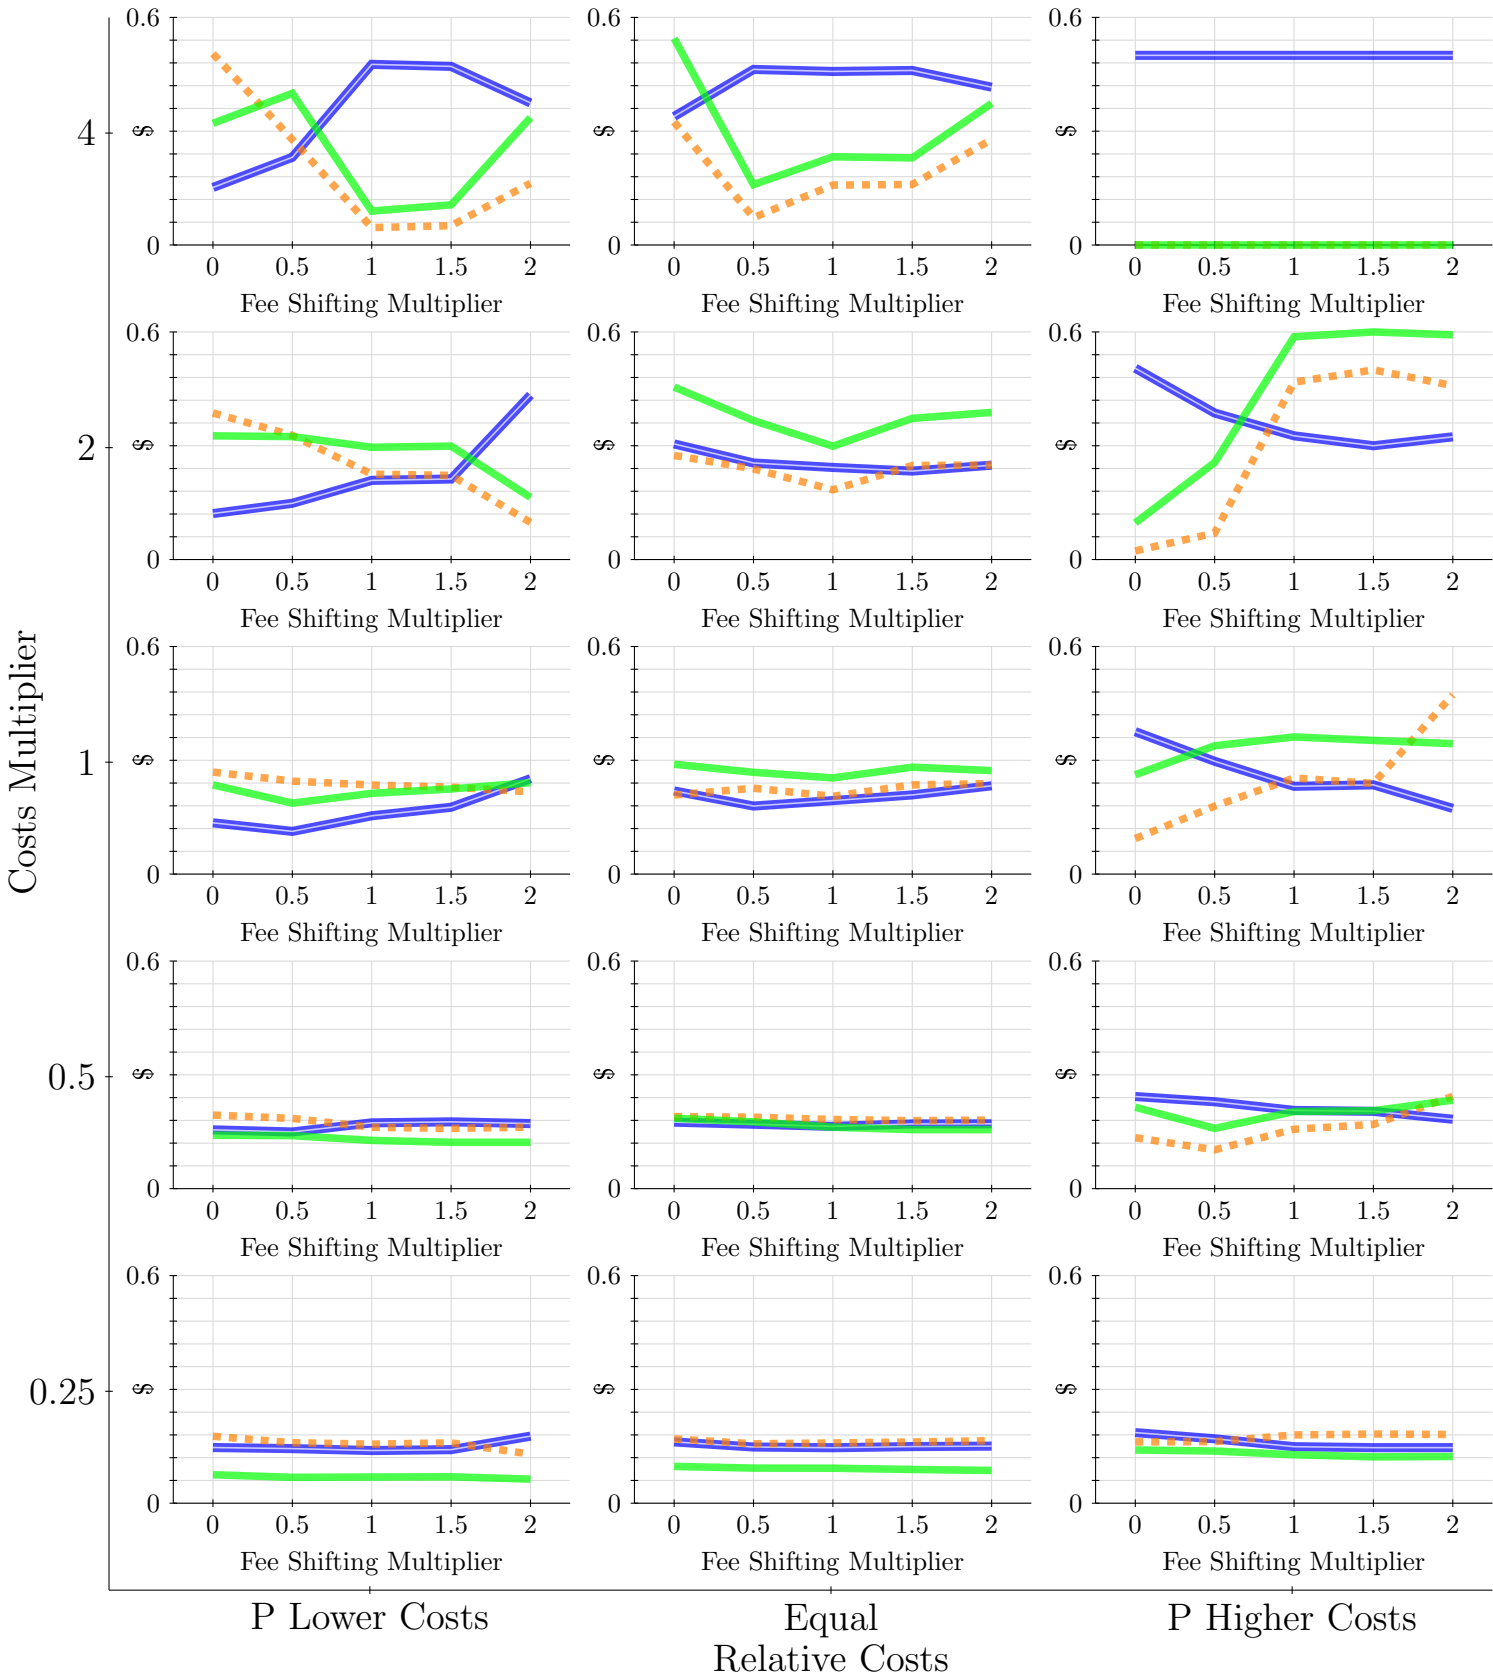 0.6 0.6 0.6
$ $ $
4
0 0 0
0 0.5 1 1.5 2 0 0.5 1 1.5 2 0 0.5 1 1.5 2
Fee Shifting Multiplier Fee Shifting Multiplier Fee Shifting Multiplier
0.6 0.6 0.6
$ $ $
2
0 0 0
0 0.5 1 1.5 2 0 0.5 1 1.5 2 0 0.5 1 1.5 2
Fee Shifting Multiplier Fee Shifting Multiplier Fee Shifting Multiplier
Costs Multiplier
0.6 0.6 0.6
$ $ $
1
0 0 0
0 0.5 1 1.5 2 0 0.5 1 1.5 2 0 0.5 1 1.5 2
Fee Shifting Multiplier Fee Shifting Multiplier Fee Shifting Multiplier
0.6 0.6 0.6
$ $ $
0.5
0 0 0
0 0.5 1 1.5 2 0 0.5 1 1.5 2 0 0.5 1 1.5 2
Fee Shifting Multiplier Fee Shifting Multiplier Fee Shifting Multiplier
0.6 0.6 0.6
$ $ $
0.25
0 0 0
0 0.5 1 1.5 2 0 0.5 1 1.5 2 0 0.5 1 1.5 2
Fee Shifting Multiplier Fee Shifting Multiplier Fee Shifting Multiplier
P Lower Costs Equal P Higher Costs
Relative Costs